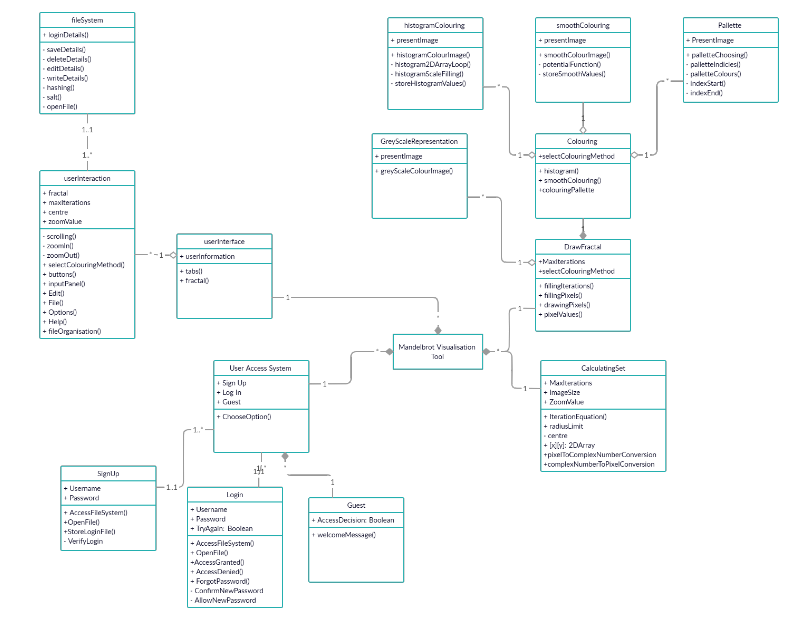 fileSystem
+ loginDetails()
- saveDetails()
- deleteDetails()
- editDetails()
- writeDetails()
- hashing()
- salt()
- openFile()
1..1
1..*
userInteraction
+ fractal
+ maxIterations
+ centre
+ zoomValue
- scrolling()
- zoomIn()
- zoomOut()
+ selectColouringMethod()
+ buttons()
+ inputPanel()
+ Edit()
+ File()
+ Options()
+ Help()
+ fileOrganisation()
* 1
userInterface
+ userInformation
+ tabs()
+ fractal()
1
*
histogramColouring
+ presentImage
+ histogramColourImage()
- histogram2DArrayLoop()
- histogramScaleFilling()
- storeHistogramValues()
*
1
smoothColouring
+ presentImage
+ smoothColourImage()
- potentialFunction()
- storeSmoothValues()
1
Pallette
+ PresentImage
+ palletteChoosing()
- palletteIndicies()
- palletteColours()
- indexStart()
- indexEnd()
*
1
GreyScaleRepresentation
+ presentImage
+ greyScaleColourImage()
*
1
Colouring
+selectColouringMethod
+ histogram()
+ smoothColouring()
+colouringPallette
1
DrawFractal
+MaxIterations
+selectColouringMethod
+ fillingIterations()
+ fillingPixels()
+ drawingPixels()
+ pixelValues()
1
Mandelbrot Visualisation
Tool
*
*
1
CalculatingSet
+ MaxIterations
+ ImageSize
+ ZoomValue
+ IterationEquation()
+ radiusLimit
- centre
+ [x][y]: 2DArray
+pixelToComplexNumberConversion
+complexNumberToPixelConversion
User Access System
+ Sign Up
+ Log in
+ Guest
+ ChooseOption()
1
1..*
1..1
SignUp
+ Username
+ Password
+ AccessFileSystem()
+OpenFile()
+StoreLoginFile()
- VerifyLogin
Login
+ Username
+ Password
+ TryAgain: Boolean
+ AccessFileSystem()
+ OpenFile()
+AccessGranted()
+ AccessDenied()
+ ForgotPassword()
- ConfirmNewPassword
- AllowNewPassword
*
1
Guest
+ AccessDecision: Boolean
+ welcomeMessage()